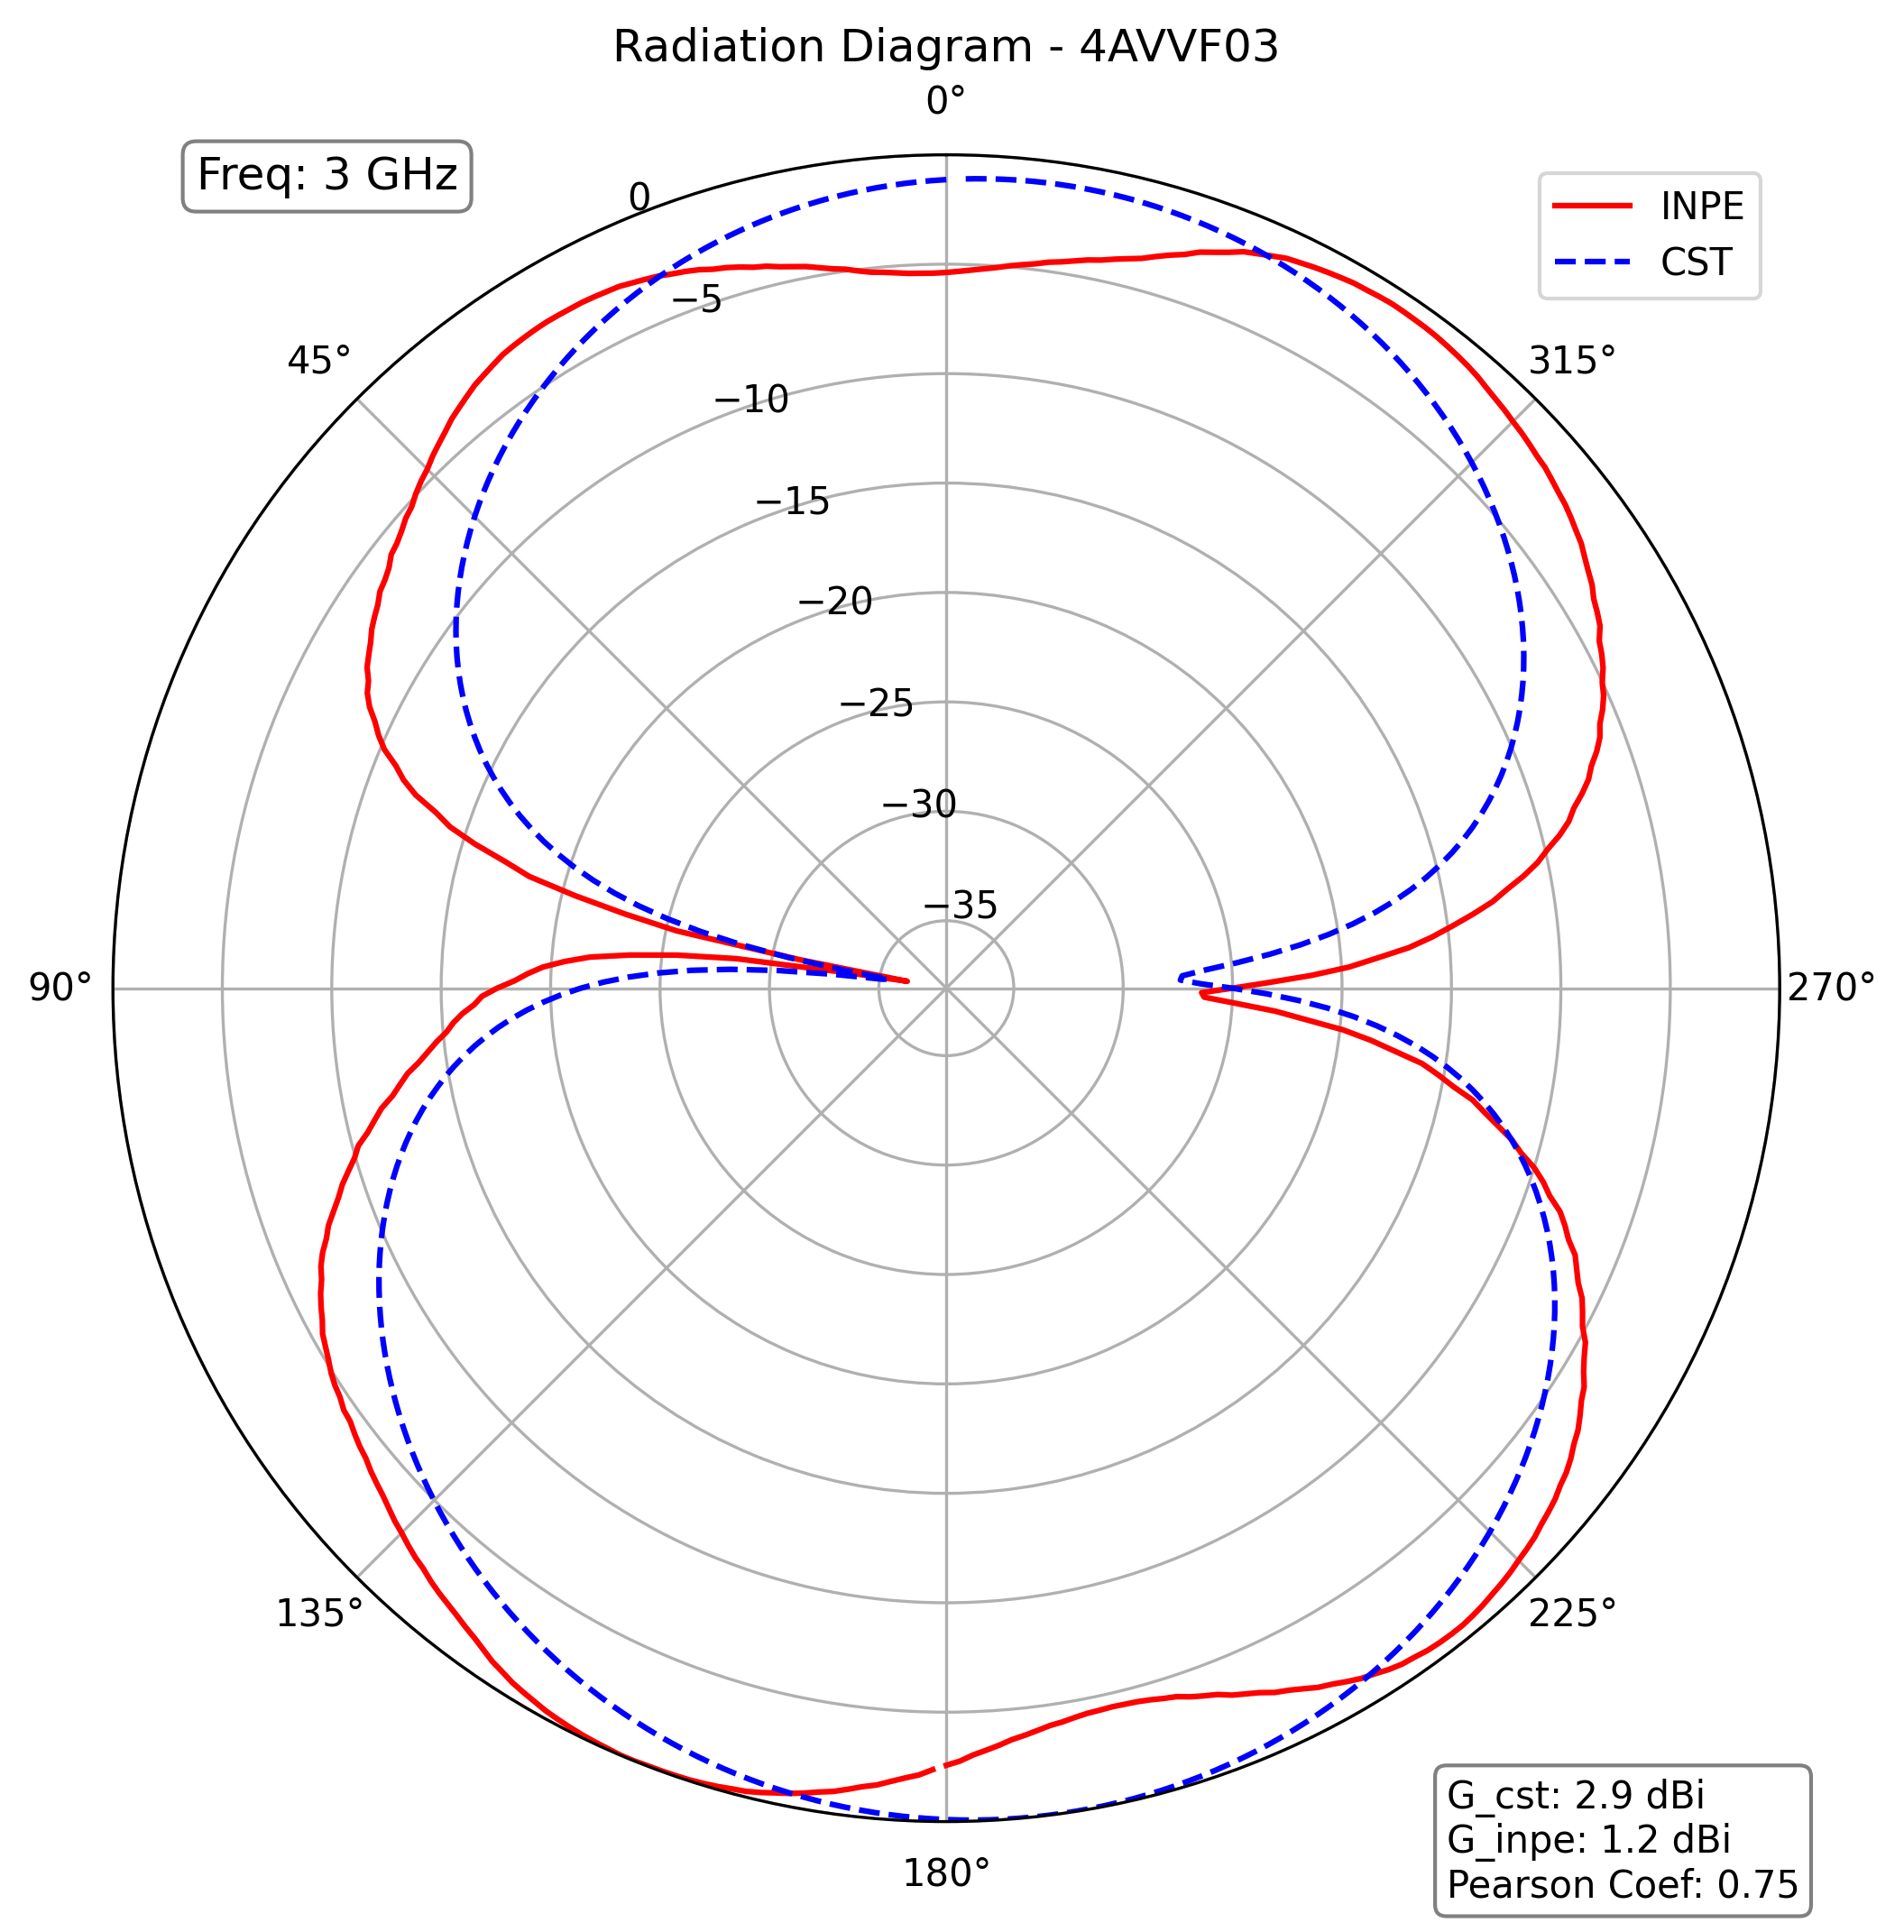 Radiation Diagram - 4AVVF03
0°
Freq: 3 GHz
INPE
CST
0
−5
−10
−15
−20
−25
−30
−35
45°
315°
90°
270°
135°
225°
180°
G_cst: 2.9 dBi
G_inpe: 1.2 dBi
Pearson Coef: 0.75